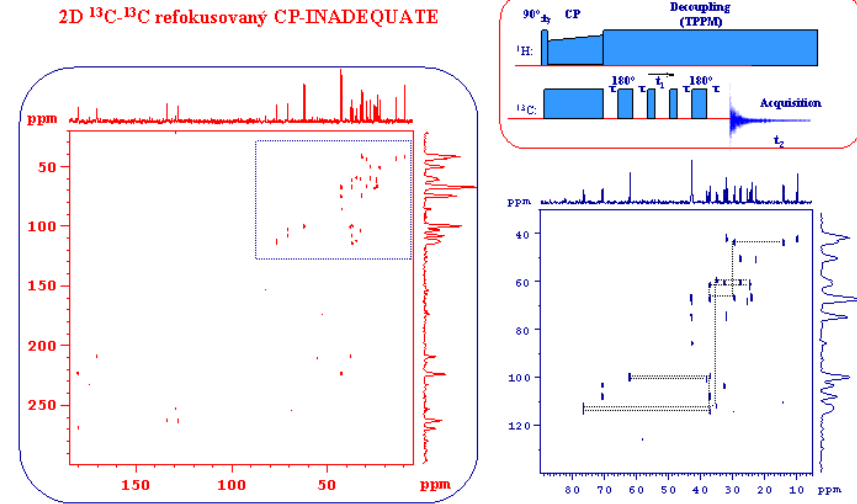 2D ¹³C-¹³C refokusovaný CP-INADEQUATE
Decoupling
(TPPM)
90° CP
¹H:
180° t₁ 180°
τ τ τ τ
¹³C:
Acquisition
t₂
ppm
50
100
150
200
250
150 100 50 ppm
ppm
40
60
80
100
120
80 70 60 50 40 30 20 10 ppm